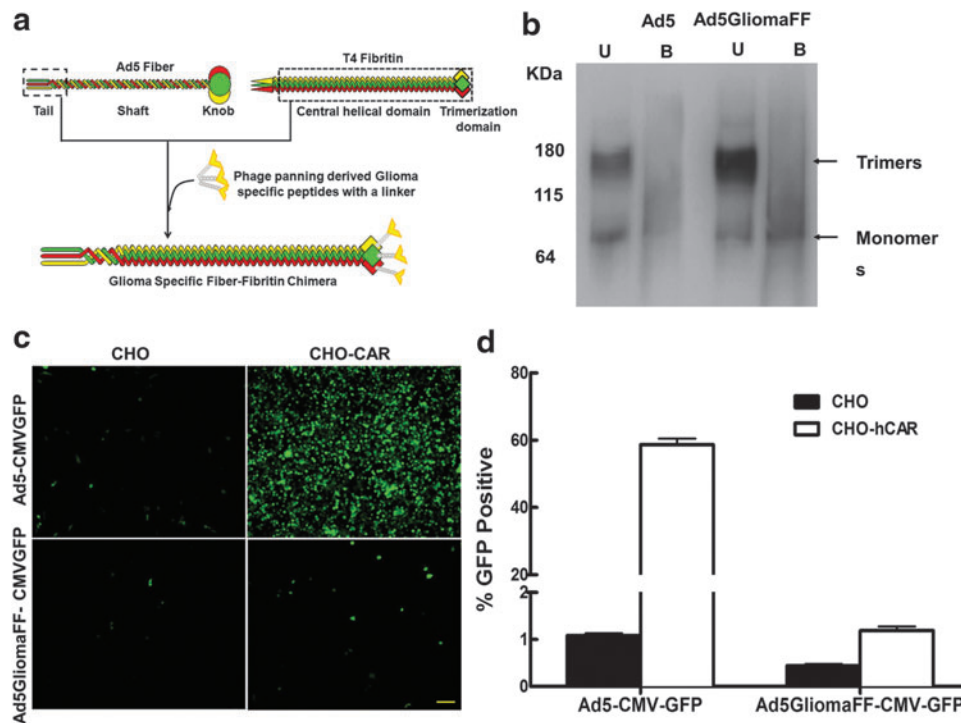 a
Ad5 Fiber
T4 Fibritin
Tail
Shaft
Knob
Central helical domain
Trimerization
domain
Phage panning derived Glioma
specific peptides with a linker
Glioma Specific Fiber-Fibritin Chimera
b
Ad5
Ad5GliomaFF
U
B
U
B
KDa
180
115
64
Trimers
Monomer
s
c
CHO
CHO-CAR
Ad5-CMVGFP
Ad5GliomaFF- CMVGFP
d
% GFP Positive
80
60
40
20
2
1
0
CHO
CHO-hCAR
Ad5-CMV-GFP
Ad5GliomaFF-CMV-GFP